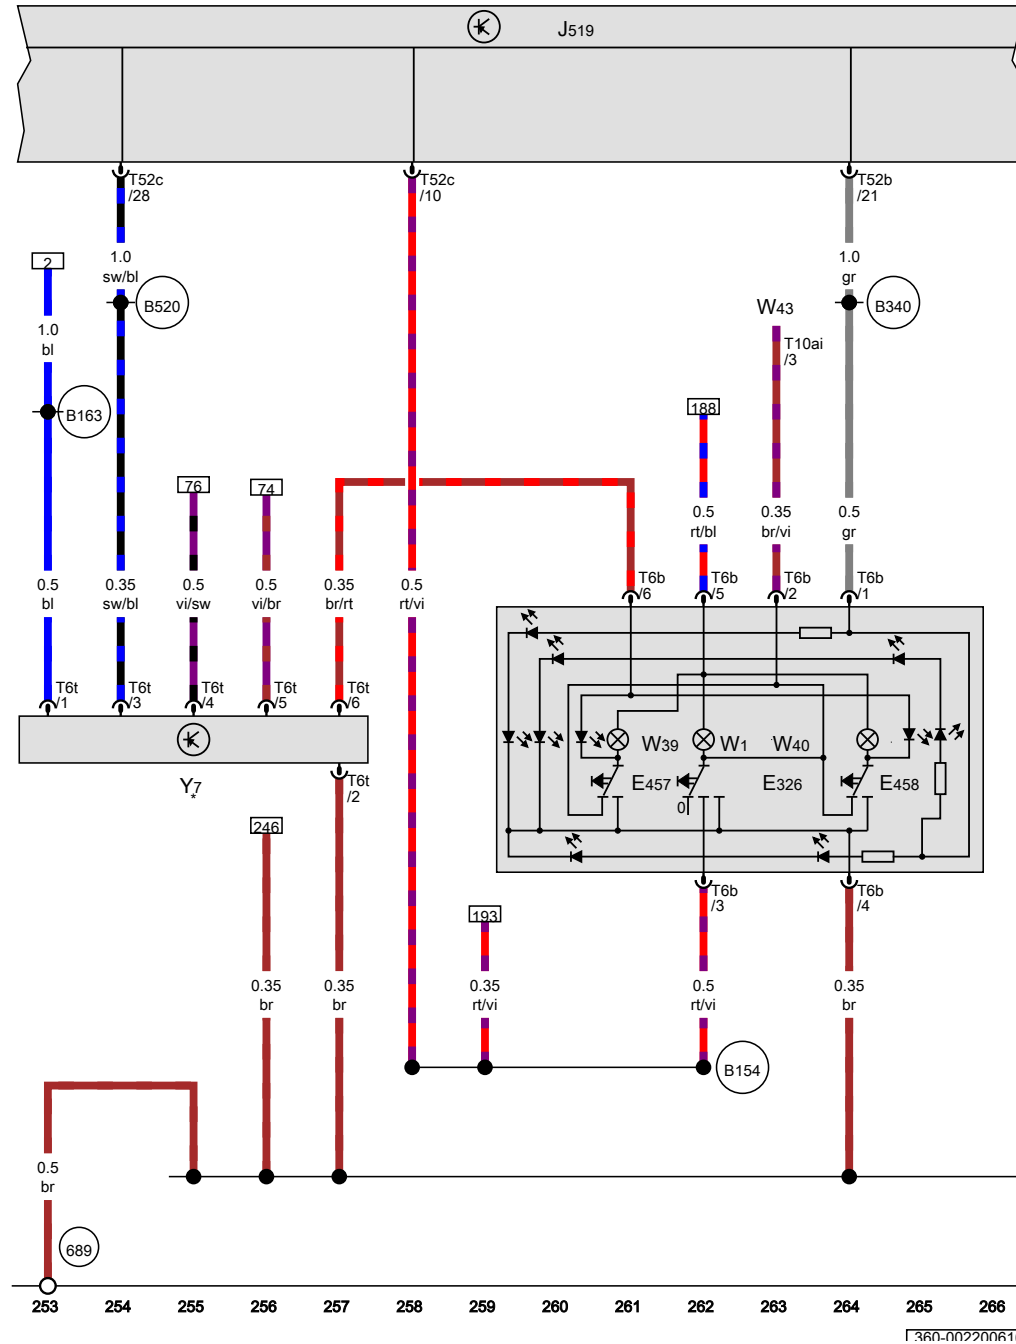 J519
T52c
/28
T52c
/10
T52b
/21
2
1.0
sw/bl
B520
1.0
gr
B340
W43
T10ai
/3
1.0
bl
B163
188
76
74
0.5
rt/bl
0.35
br/vi
0.5
gr
0.5
bl
0.35
sw/bl
0.5
vi/sw
0.5
vi/br
0.35
br/rt
0.5
rt/vi
T6b
/6
T6b
/5
T6b
/2
T6b
/1
T6t
/1
T6t
/3
T6t
/4
T6t
/5
T6t
/6
W39
W1
W40
E457
E326
E458
0
Y7
*
T6t
/2
246
T6b
/3
T6b
/4
193
0.35
br
0.35
br
0.35
rt/vi
0.5
rt/vi
0.35
br
B154
0.5
br
689
253 254 255 256 257 258 259 260 261 262 263 264 265 266